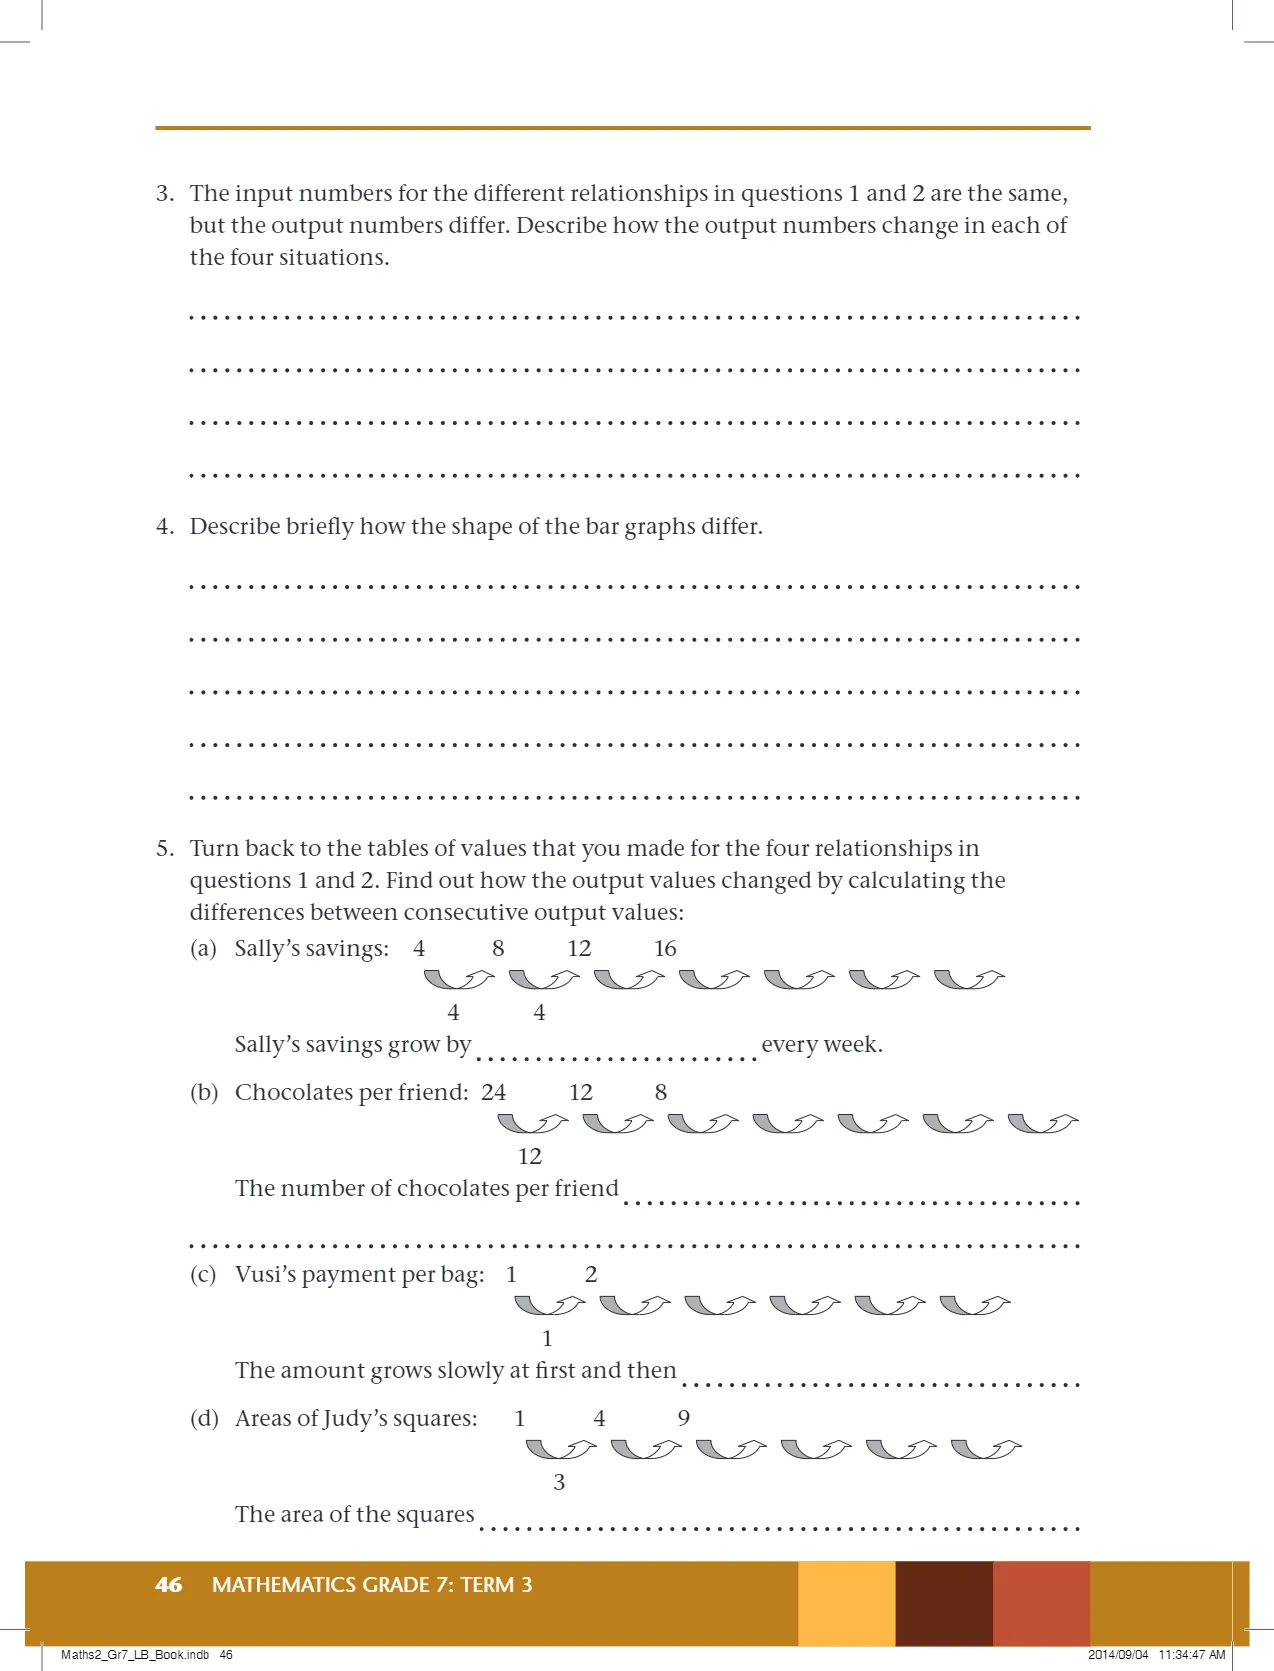 3. The input numbers for the different relationships in questions 1 and 2 are the same,
but the output numbers differ. Describe how the output numbers change in each of
the four situations.
4. Describe briefly how the shape of the bar graphs differ.
5. Turn back to the tables of values that you made for the four relationships in
questions 1 and 2. Find out how the output values changed by calculating the
differences between consecutive output values:
(a) Sally’s savings: 4 8 12 16
4 4
Sally’s savings grow by every week.
(b) Chocolates per friend: 24 12 8
12
The number of chocolates per friend
(c) Vusi’s payment per bag: 1 2
1
The amount grows slowly at first and then
(d) Areas of Judy’s squares: 1 4 9
3
The area of the squares
46 MATHEMATICS GRADE 7: TERM 3
Maths2_Gr7_LB_Book.indb 46 2014/09/04 11:34:47 AM